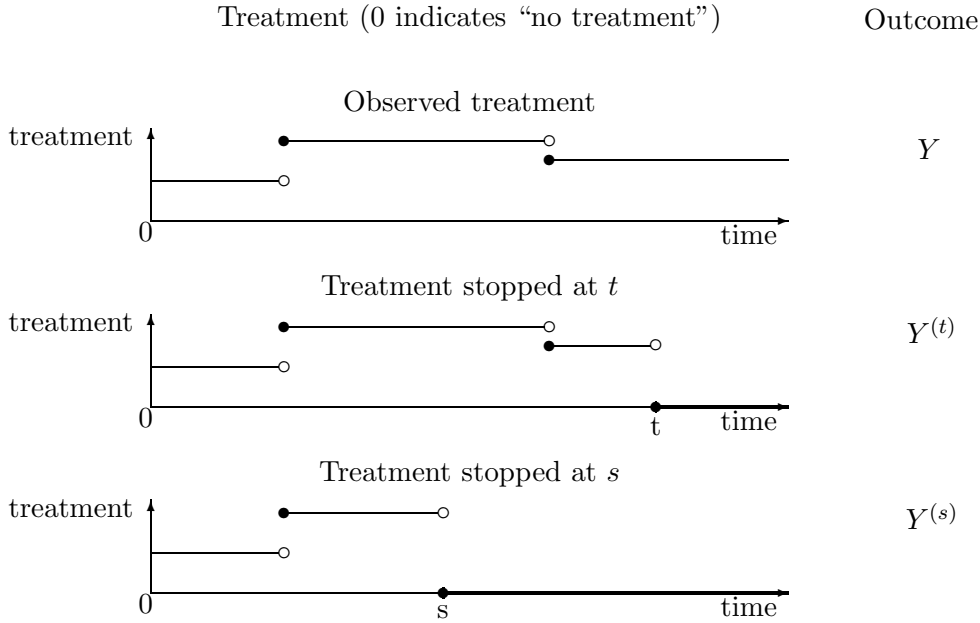 Treatment (0 indicates “no treatment”) Outcome
Observed treatment
treatment
Y
0
time
Treatment stopped at t
treatment
Y^{(t)}
0
t
time
Treatment stopped at s
treatment
Y^{(s)}
0
s
time